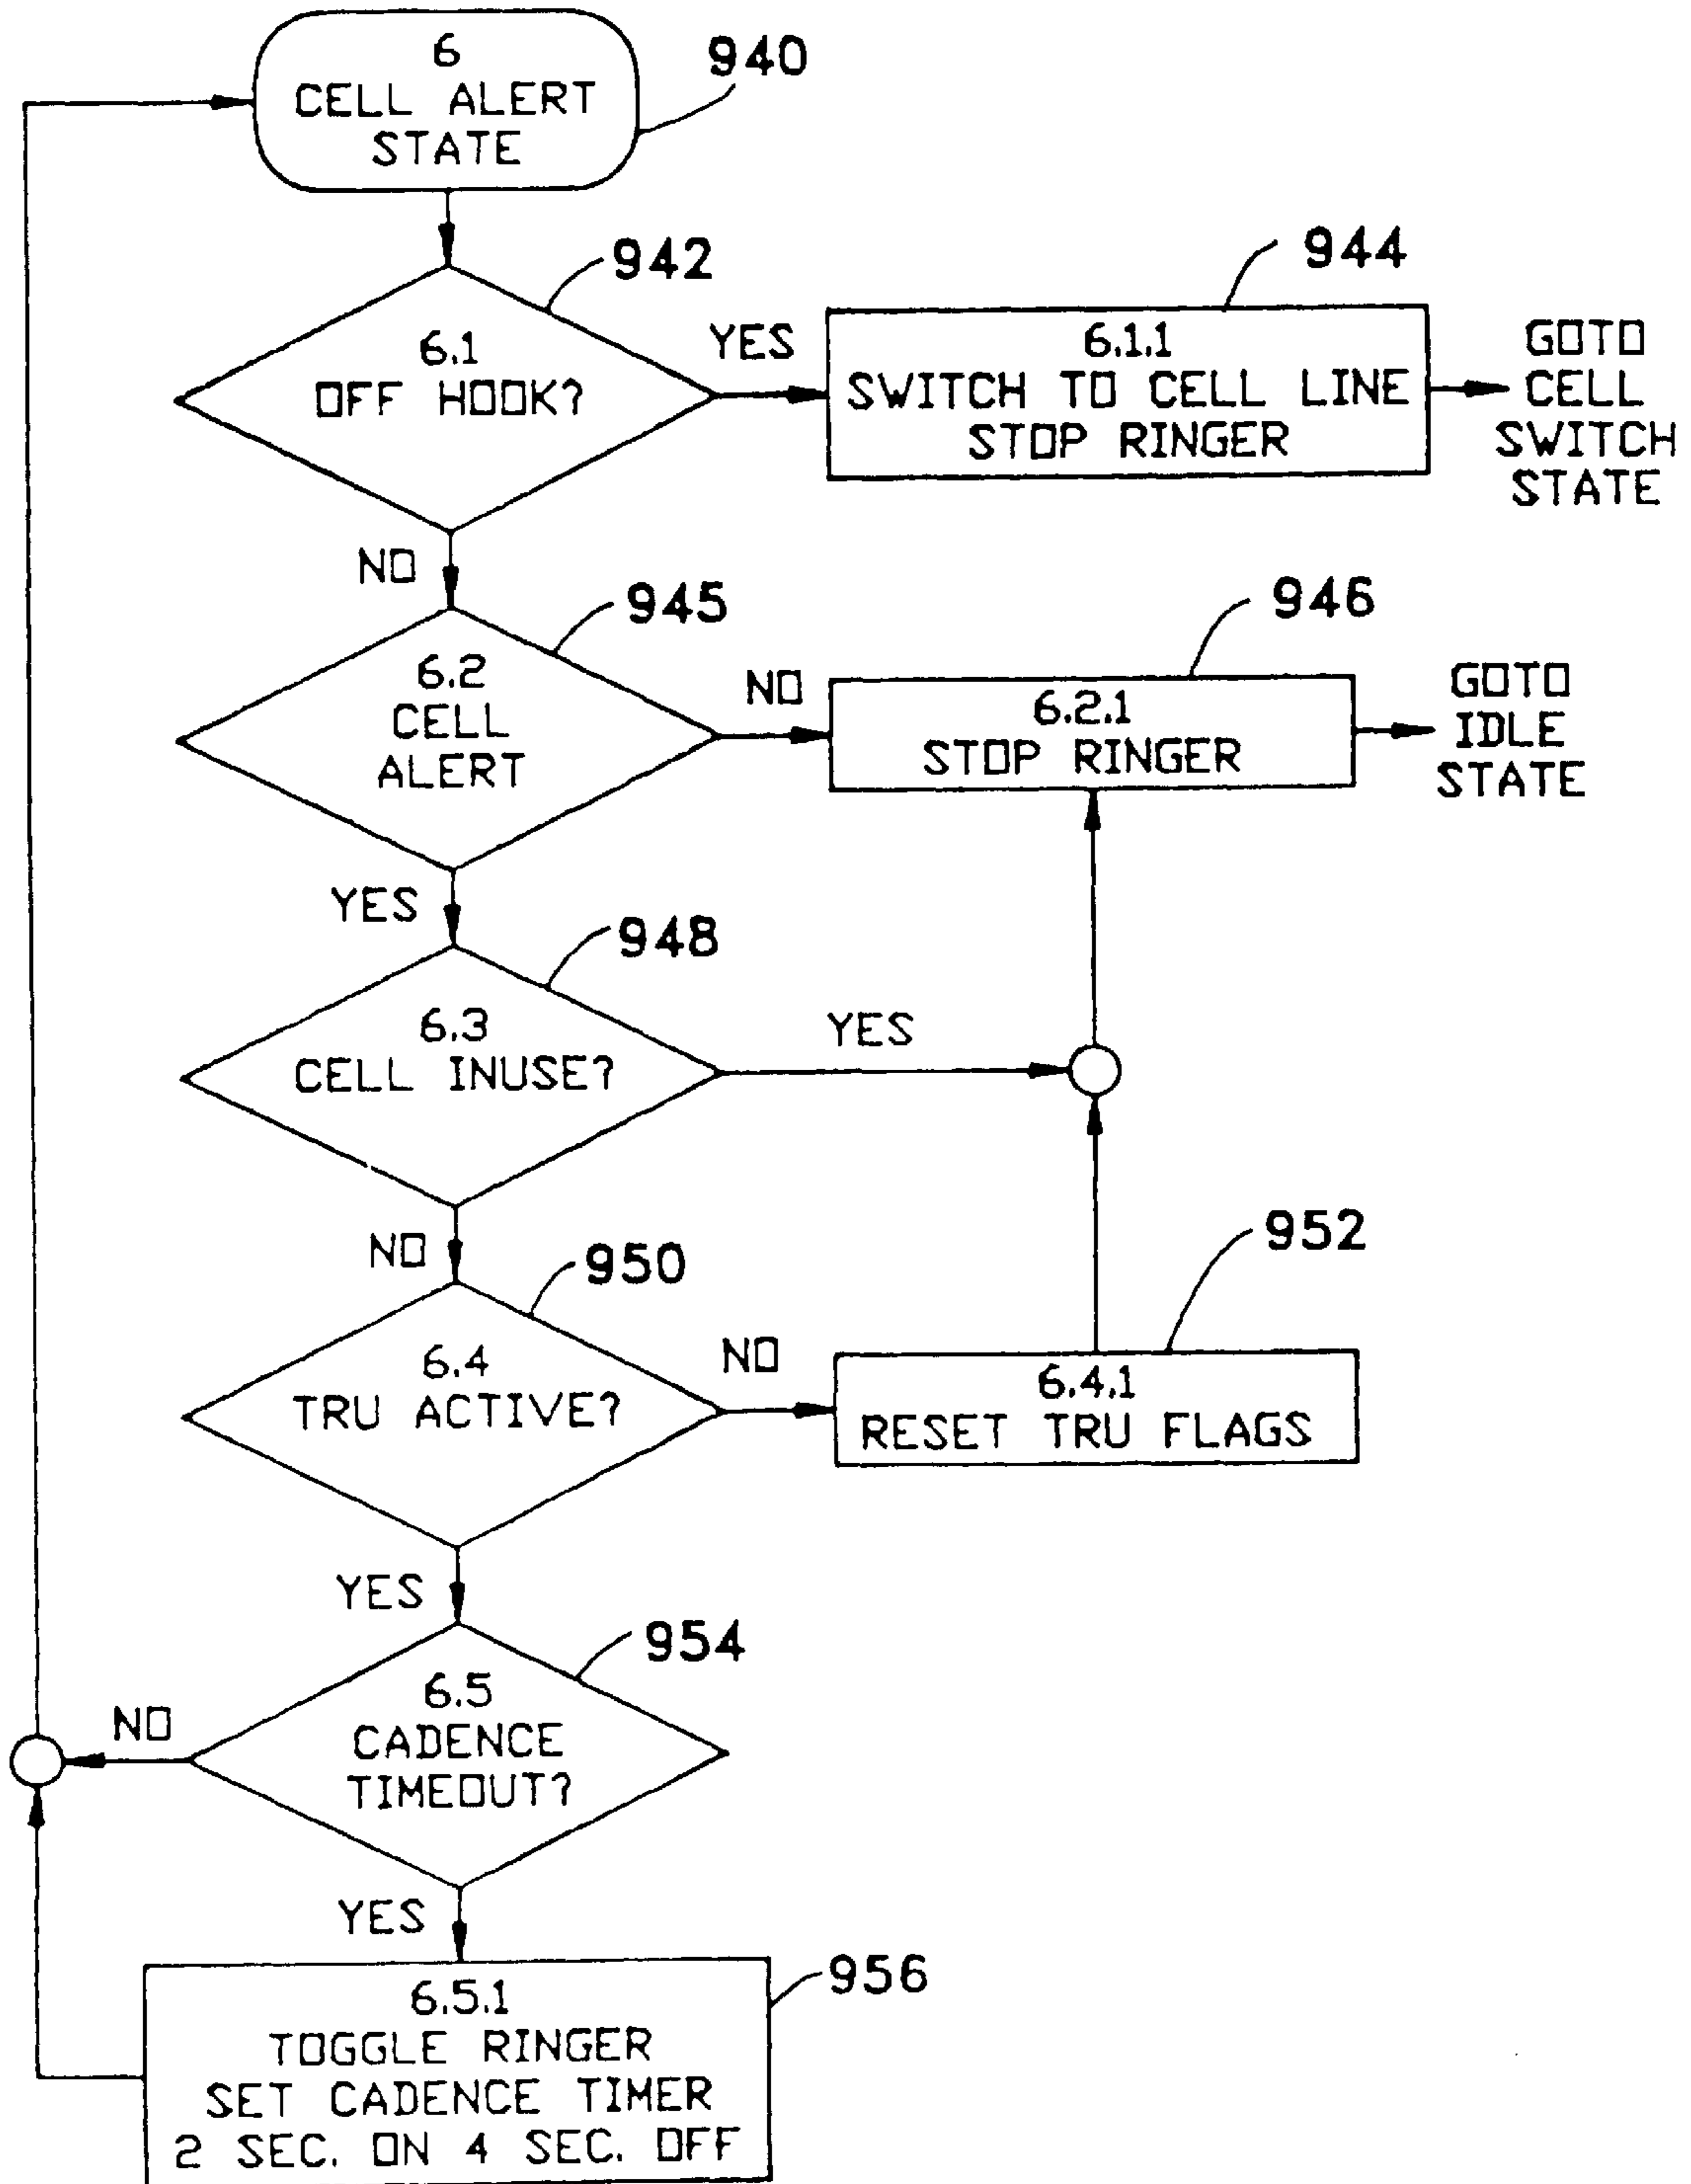 6
CELL ALERT
STATE
940
942
6.1
OFF HOOK?
YES
944
6.1.1
SWITCH TO CELL LINE
STOP RINGER
GOTO
CELL
SWITCH
STATE
NO
945
6.2
CELL
ALERT
NO
946
6.2.1
STOP RINGER
GOTO
IDLE
STATE
YES
948
6.3
CELL INUSE?
YES
NO
950
6.4
TRU ACTIVE?
NO
952
6.4.1
RESET TRU FLAGS
YES
954
6.5
CADENCE
TIMEOUT?
NO
YES
956
6.5.1
TOGGLE RINGER
SET CADENCE TIMER
2 SEC. ON 4 SEC. OFF